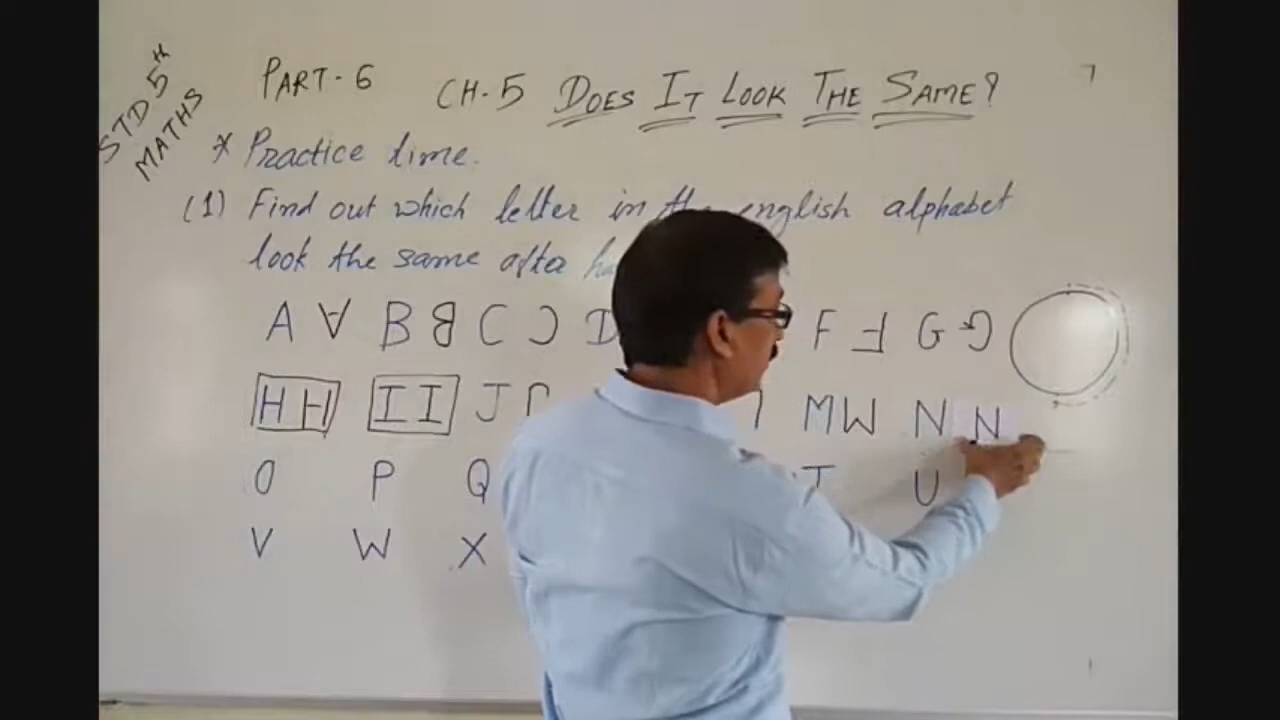 STD 5th
MATHS
PART-6 CH.5 DOES IT LOOK THE SAME?
* Practice time.
(1) Find out which letter in the english alphabet
look the same afta
A ∀ B C Ɔ D F G
H H I I J M W N N
O P Q T U
V W X